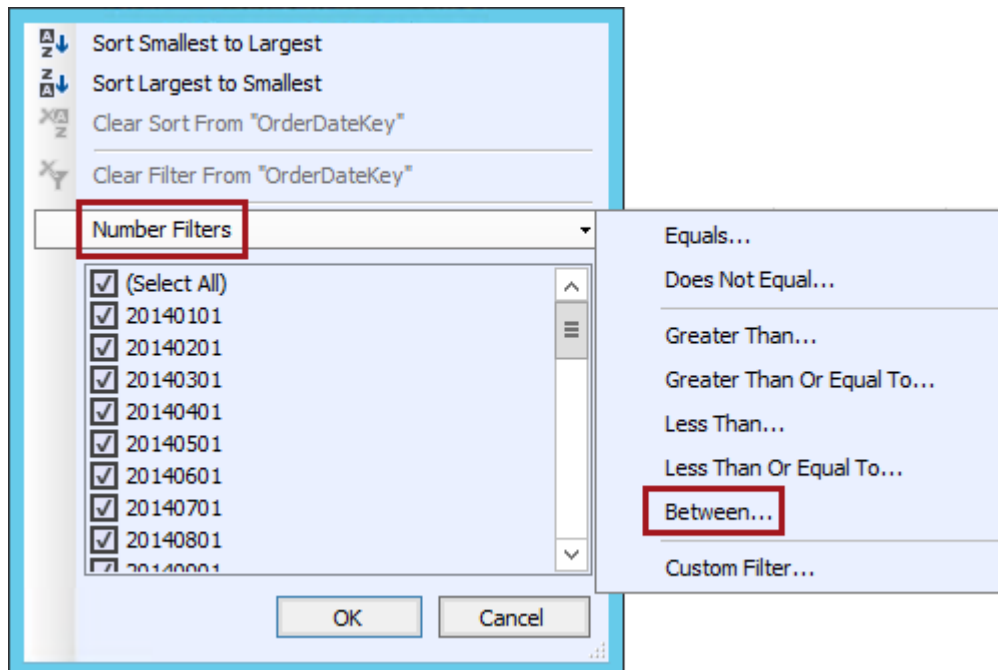 Sort Smallest to Largest
Sort Largest to Smallest
Clear Sort From "OrderDateKey"
Clear Filter From "OrderDateKey"
Number Filters
(Select All)
20140101
20140201
20140301
20140401
20140501
20140601
20140701
20140801
20140901
OK
Cancel
Equals...
Does Not Equal...
Greater Than...
Greater Than Or Equal To...
Less Than...
Less Than Or Equal To...
Between...
Custom Filter...